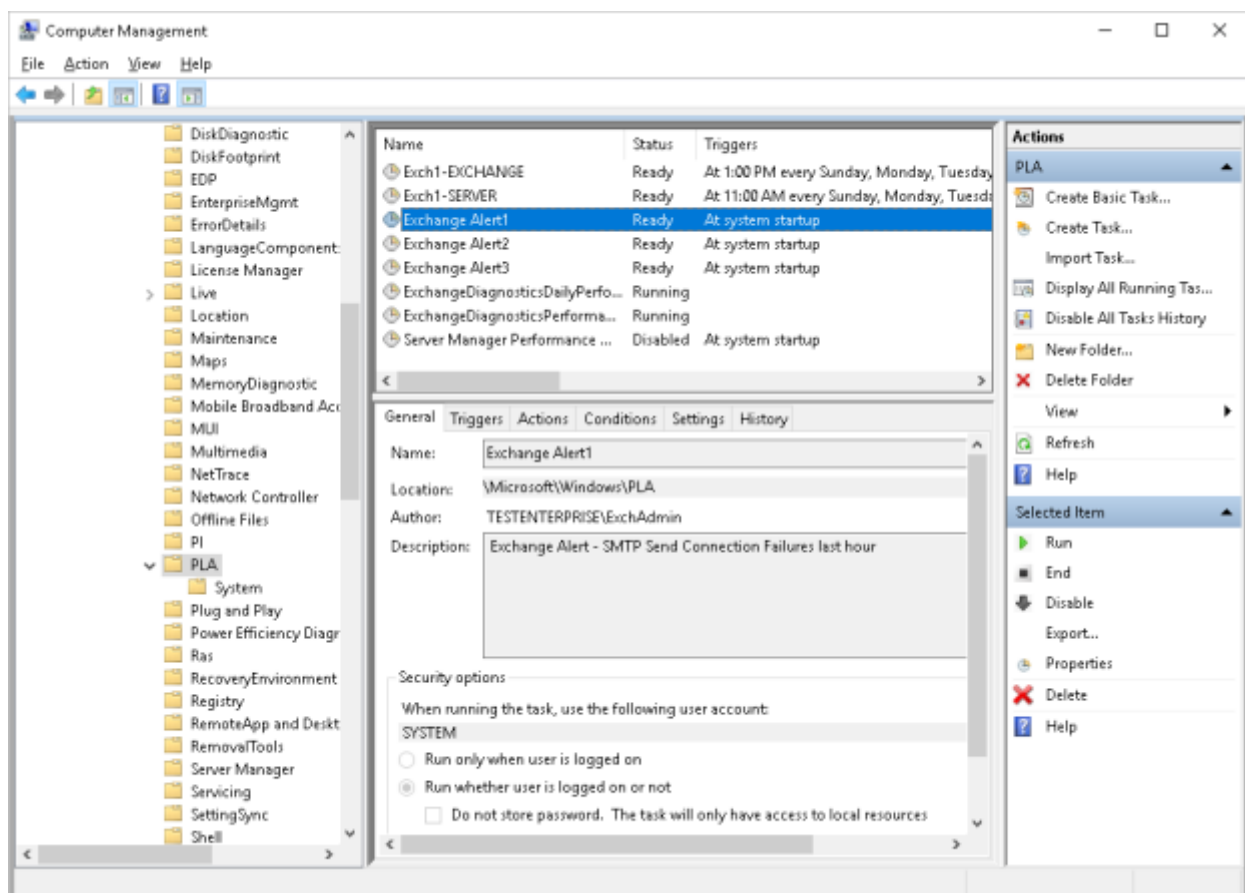 Computer Management
File Action View Help
DiskDiagnostic
DiskFootprint
EDP
EnterpriseMgmt
ErrorDetails
LanguageComponent:
License Manager
Live
Location
Maintenance
Maps
MemoryDiagnostic
Mobile Broadband Acc
MUI
Multimedia
NetTrace
Network Controller
Offline Files
PI
PLA
System
Plug and Play
Power Efficiency Diagr
Ras
RecoveryEnvironment
Registry
RemoteApp and Deskt
RemovalTools
Server Manager
Servicing
SettingSync
Shell
Name Status Triggers
Exch1-EXCHANGE Ready At 1:00 PM every Sunday, Monday, Tuesday
Exch1-SERVER Ready At 11:00 AM every Sunday, Monday, Tuesd
Exchange Alert1 Ready At system startup
Exchange Alert2 Ready At system startup
Exchange Alert3 Ready At system startup
ExchangeDiagnosticsDailyPerfo... Running
ExchangeDiagnosticsPerforma... Running
Server Manager Performance ... Disabled At system startup
General Triggers Actions Conditions Settings History
Name: Exchange Alert1
Location: \Microsoft\Windows\PLA
Author: TESTENTERPRISE\ExchAdmin
Description: Exchange Alert - SMTP Send Connection Failures last hour
Security options
When running the task, use the following user account:
SYSTEM
Run only when user is logged on
Run whether user is logged on or not
Do not store password. The task will only have access to local resources
Actions
PLA
Create Basic Task...
Create Task...
Import Task...
Display All Running Tas...
Disable All Tasks History
New Folder...
Delete Folder
View
Refresh
Help
Selected Item
Run
End
Disable
Export...
Properties
Delete
Help